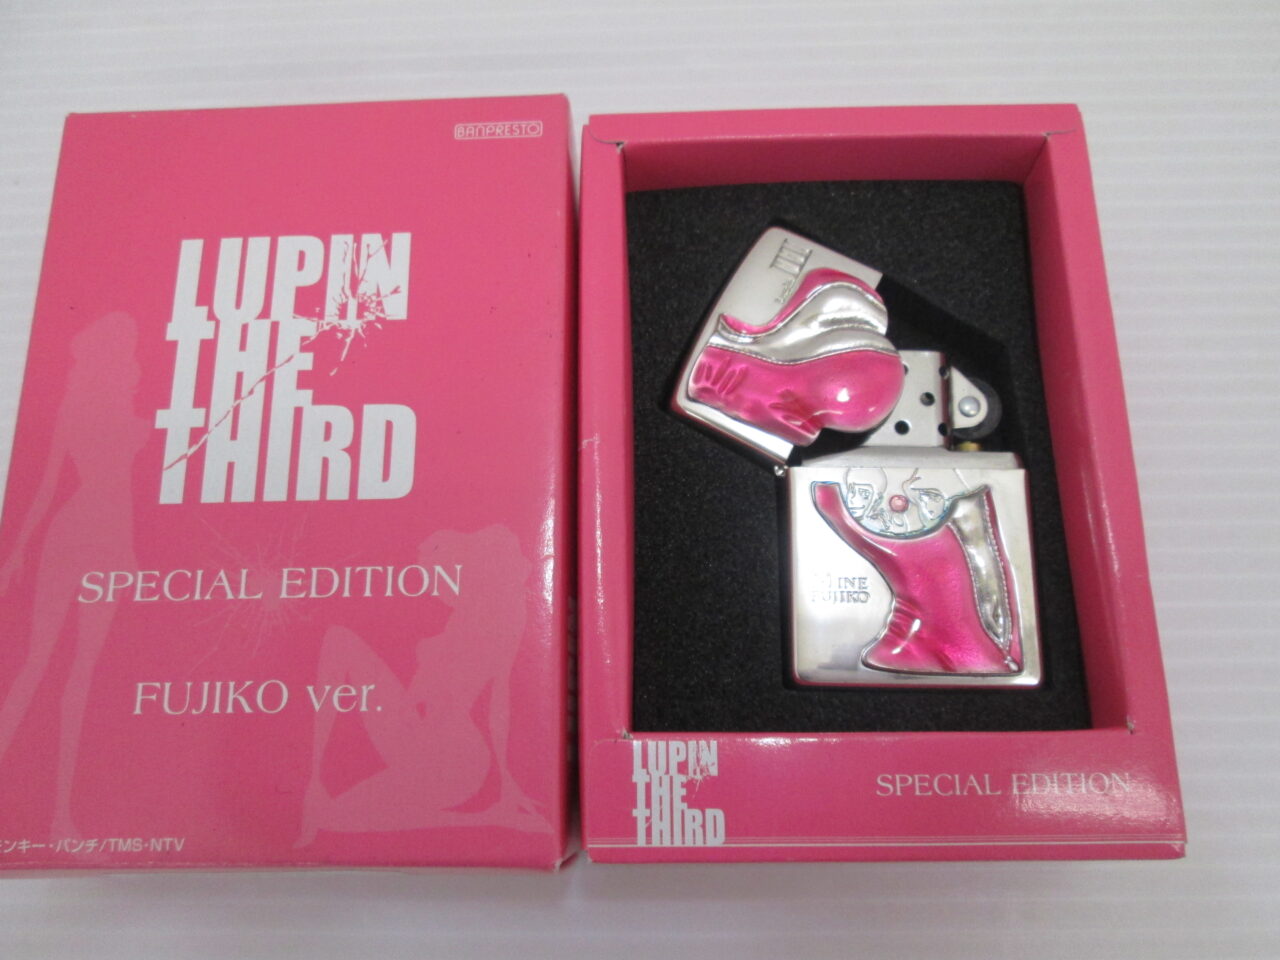 BANPRESTO
LUPIN
THE
THIRD
SPECIAL EDITION
FUJIKO ver.
ンキー・パンチ/TMS・NTV
III
MINE
FUJIKO
LUPIN
THE
THIRD
SPECIAL EDITION